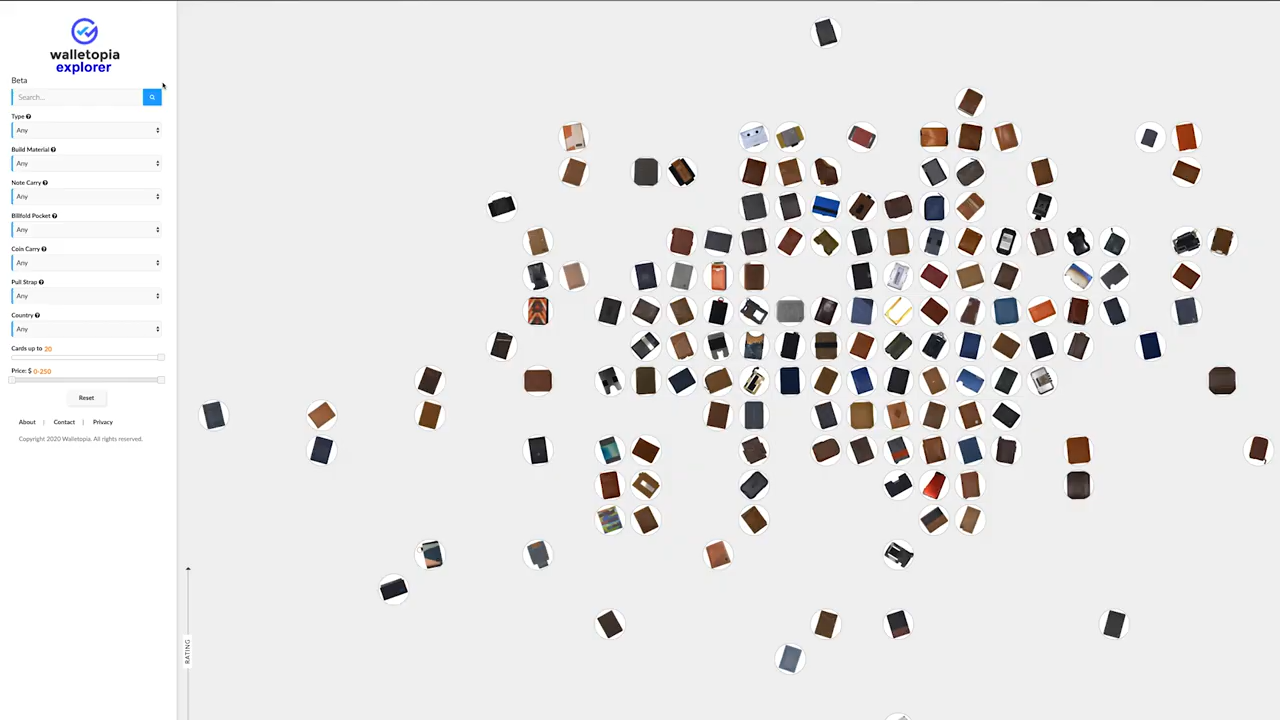 walletopia
explorer
Beta
Search...
Type
Any
Build Material
Any
Note Carry
Any
Billfold Pocket
Any
Coin Carry
Any
Pull Strap
Any
Country
Any
Cards up to 20
Price: $ 0-250
Reset
About | Contact | Privacy
Copyright 2020 Walletopia. All rights reserved.
RATING